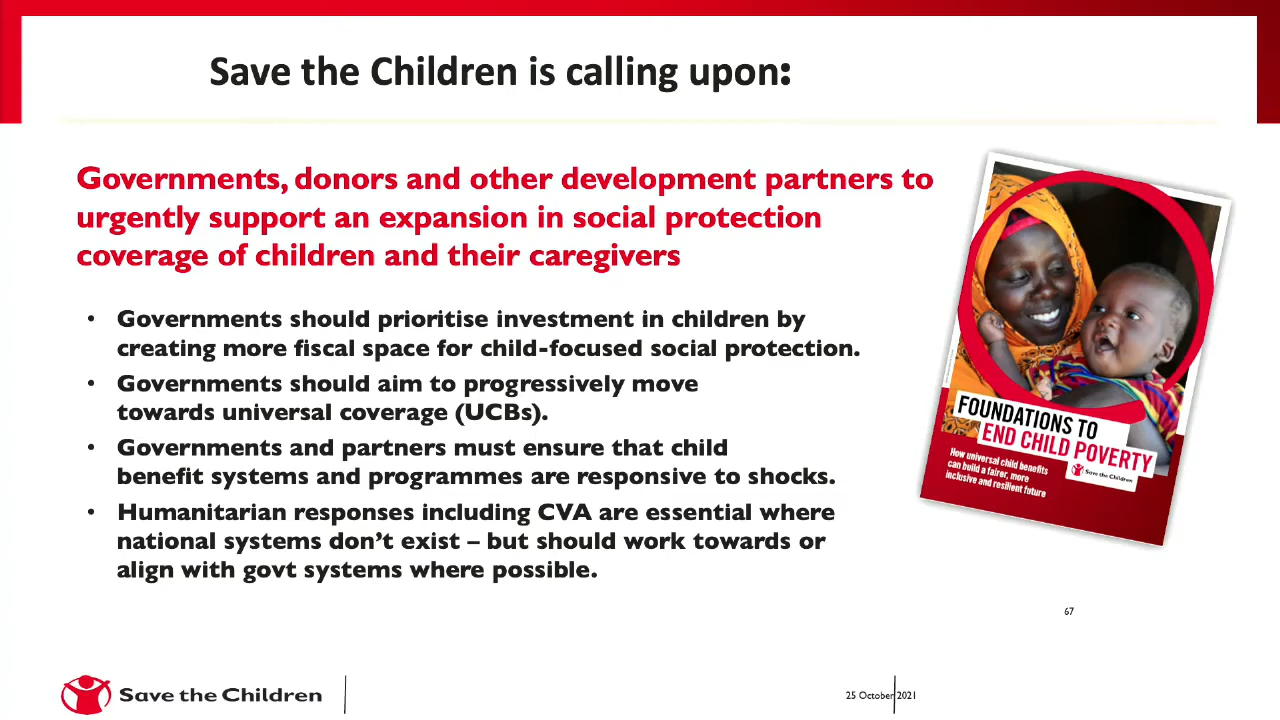 Save the Children is calling upon:
Governments, donors and other development partners to
urgently support an expansion in social protection
coverage of children and their caregivers
• Governments should prioritise investment in children by
creating more fiscal space for child-focused social protection.
• Governments should aim to progressively move
towards universal coverage (UCBs).
• Governments and partners must ensure that child
benefit systems and programmes are responsive to shocks.
• Humanitarian responses including CVA are essential where
national systems don’t exist – but should work towards or
align with govt systems where possible.
FOUNDATIONS TO
END CHILD POVERTY
How universal child benefits
can build a fairer, more
inclusive and resilient future
Save the Children
67
Save the Children
25 October 2021